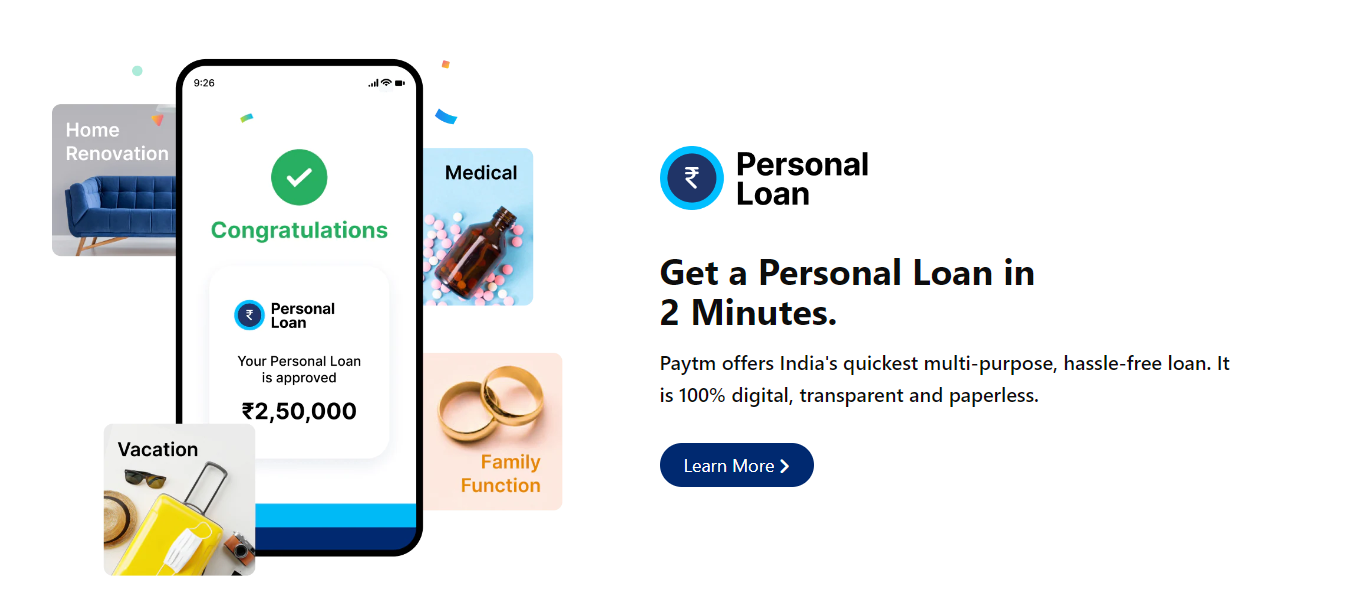 9:26
Home
Renovation
Medical
Congratulations
₹
Personal
Loan
Your Personal Loan
is approved
₹2,50,000
Vacation
Family
Function
₹
Personal
Loan
Get a Personal Loan in
2 Minutes.
Paytm offers India's quickest multi-purpose, hassle-free loan. It
is 100% digital, transparent and paperless.
Learn More